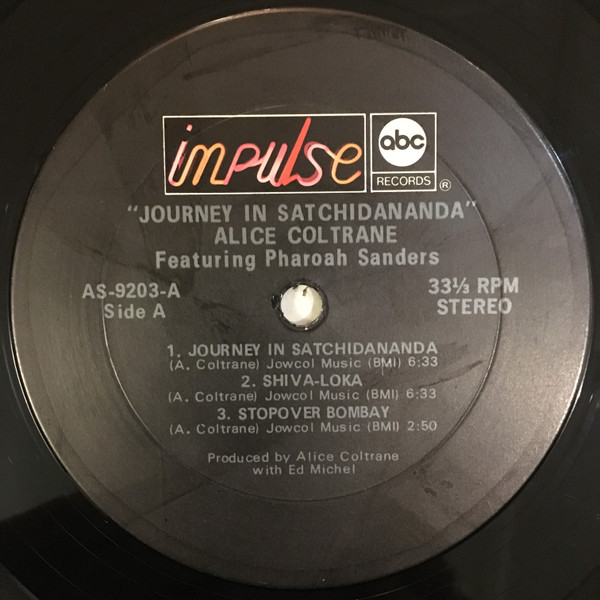 impulse
abc
RECORDS
®
"JOURNEY IN SATCHIDANANDA"
ALICE COLTRANE
Featuring Pharoah Sanders
AS-9203-A
Side A
33⅓ RPM
STEREO
1. JOURNEY IN SATCHIDANANDA
(A. Coltrane) Jowcol Music (BMI) 6:33
2. SHIVA-LOKA
(A. Coltrane) Jowcol Music (BMI) 6:33
3. STOPOVER BOMBAY
(A. Coltrane) Jowcol Music (BMI) 2:50
Produced by Alice Coltrane
with Ed Michel